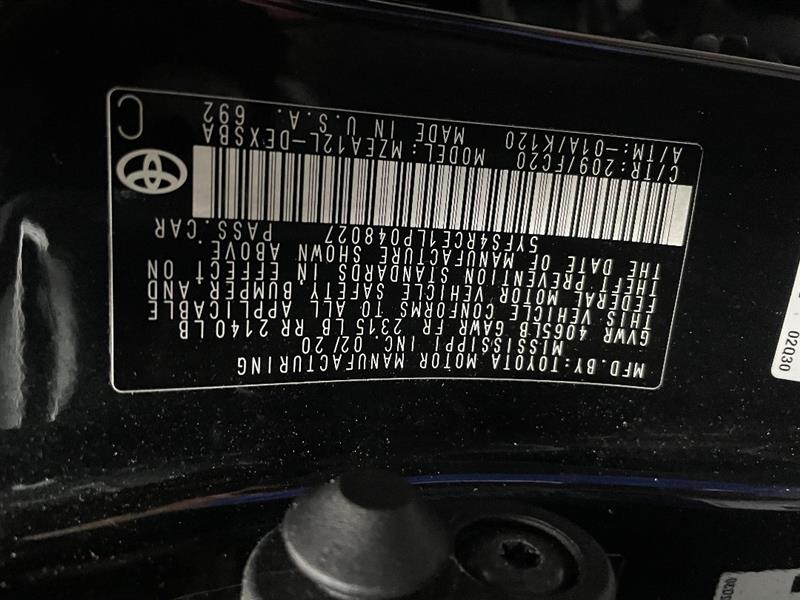 MFD.BY:TOYOTA MOTOR MANUFACTURING
MISSISSIPPI INC. 02/20
GVWR 4065LB GAWR FR 2315 LB RR 2140LB
THIS VEHICLE CONFORMS TO ALL APPLICABLE
FEDERAL MOTOR VEHICLE SAFETY, BUMPER AND
THEFT PREVENTION STANDARDS IN EFFECT ON
THE DATE OF MANUFACTURE SHOWN ABOVE.
5YFS4RCE1LP048027 PASS.CAR
C/TR:209/FC20 MODEL:MZEA12L-DEXSBA
A/TM:-01A/K120 MADE IN U.S.A. 692
C
02Q30